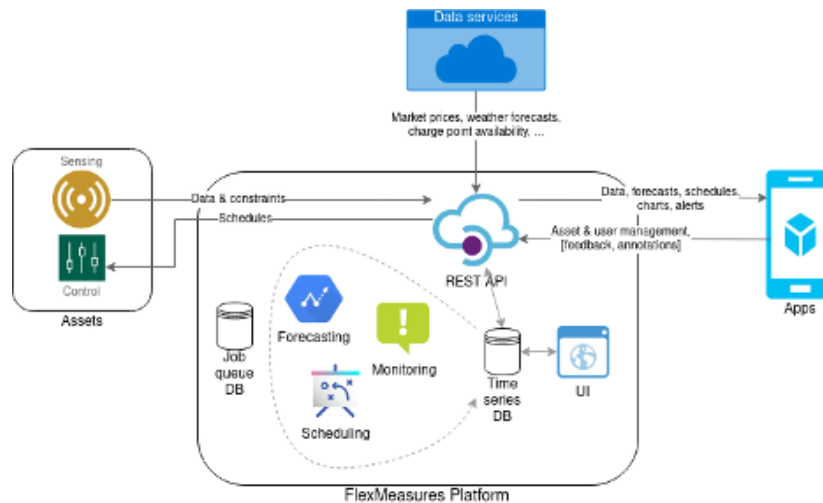 Data services
Market prices, weather forecasts,
charge point availability, ...
Sensing
Data & constraints
Schedules
Control
Assets
Data, forecasts, schedules,
charts, alerts
Asset & user management,
[feedback, annotations]
Apps
REST API
Forecasting
Monitoring
Scheduling
Job
queue
DB
Time
series
DB
UI
FlexMeasures Platform